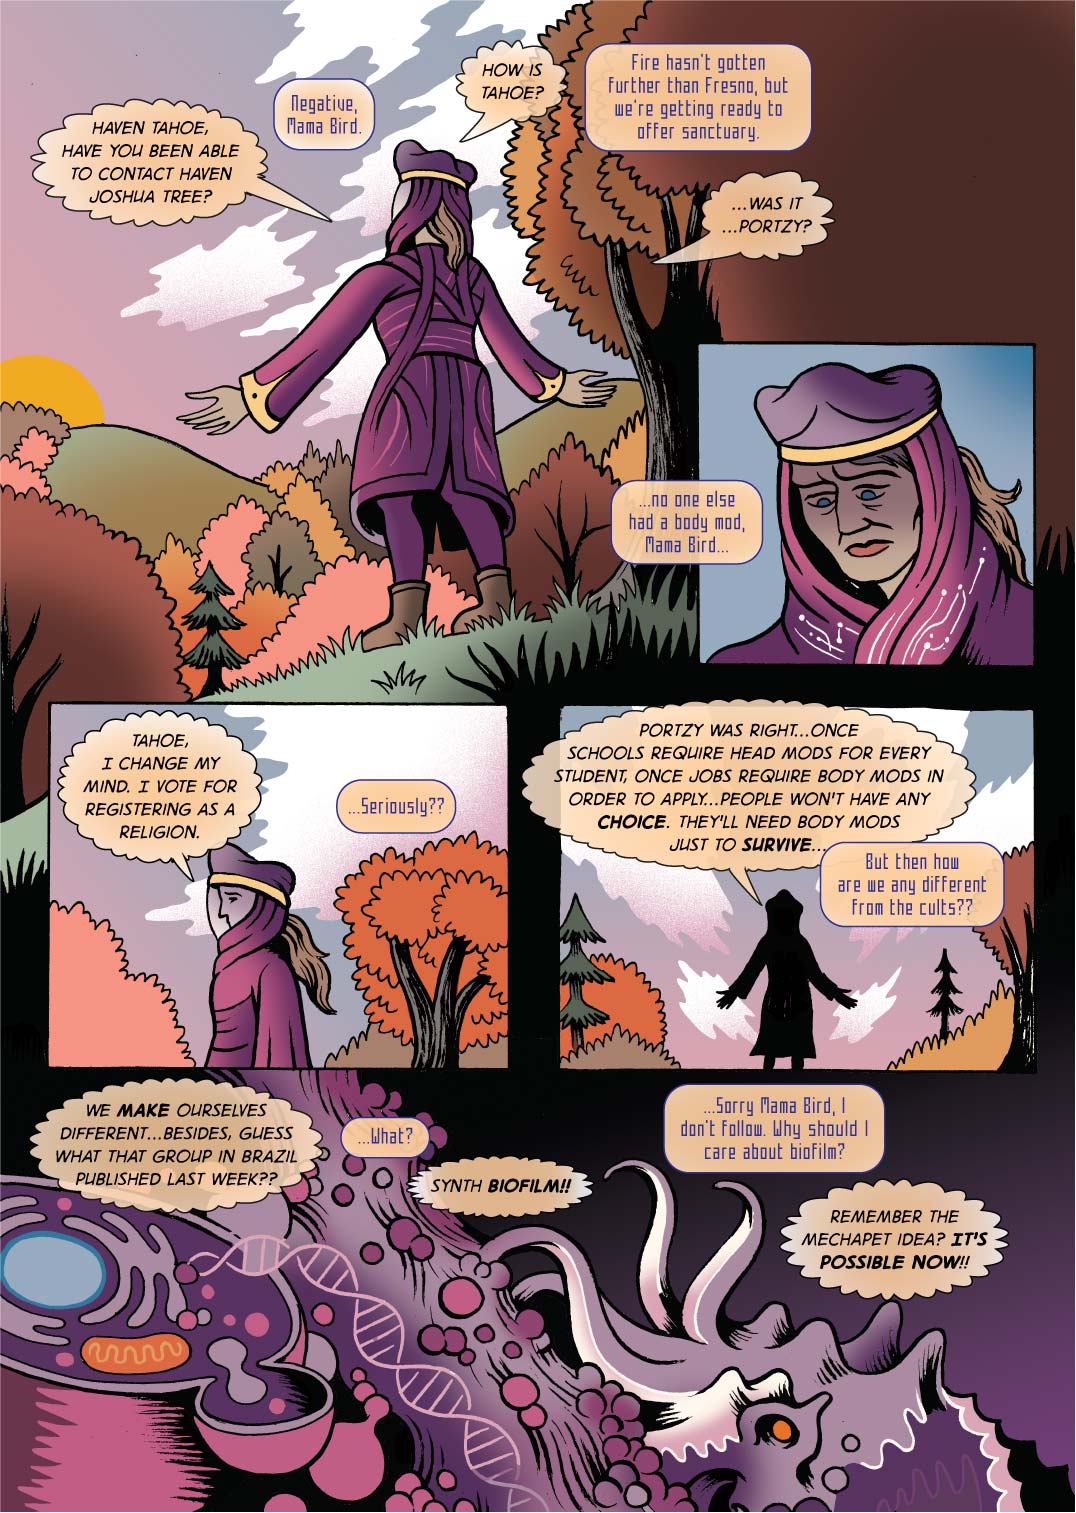 HAVEN TAHOE,
HAVE YOU BEEN ABLE
TO CONTACT HAVEN
JOSHUA TREE?
Negative,
Mama Bird.
HOW IS
TAHOE?
Fire hasn't gotten
further than Fresno, but
we're getting ready to
offer sanctuary.
...WAS IT
...PORTZY?
...no one else
had a body mod,
Mama Bird...
TAHOE,
I CHANGE MY
MIND. I VOTE FOR
REGISTERING AS A
RELIGION.
...Seriously??
PORTZY WAS RIGHT...ONCE
SCHOOLS REQUIRE HEAD MODS FOR EVERY
STUDENT, ONCE JOBS REQUIRE BODY MODS IN
ORDER TO APPLY...PEOPLE WON'T HAVE ANY
CHOICE. THEY'LL NEED BODY MODS
JUST TO SURVIVE...
But then how
are we any different
from the cults??
WE MAKE OURSELVES
DIFFERENT...BESIDES, GUESS
WHAT THAT GROUP IN BRAZIL
PUBLISHED LAST WEEK??
...What?
SYNTH BIOFILM!!
...Sorry Mama Bird, I
don't follow. Why should I
care about biofilm?
REMEMBER THE
MECHAPET IDEA? IT'S
POSSIBLE NOW!!